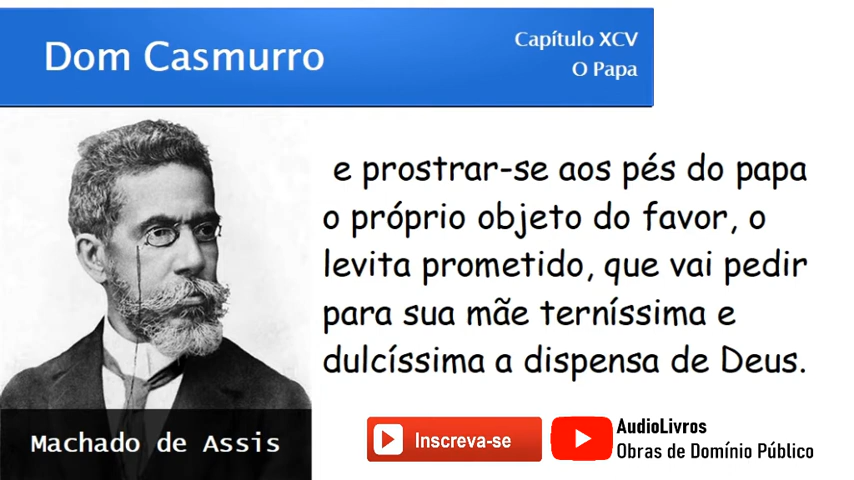 Dom Casmurro
Capítulo XCV
O Papa
e prostrar-se aos pés do papa
o próprio objeto do favor, o
levita prometido, que vai pedir
para sua mãe terníssima e
dulcíssima a dispensa de Deus.
Machado de Assis
Inscreva-se
AudioLivros
Obras de Domínio Público